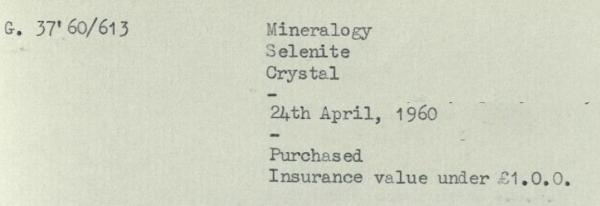 G. 37'60/613 Mineralogy
Selenite
Crystal
-
24th April, 1960
-
Purchased
Insurance value under £1.0.0.